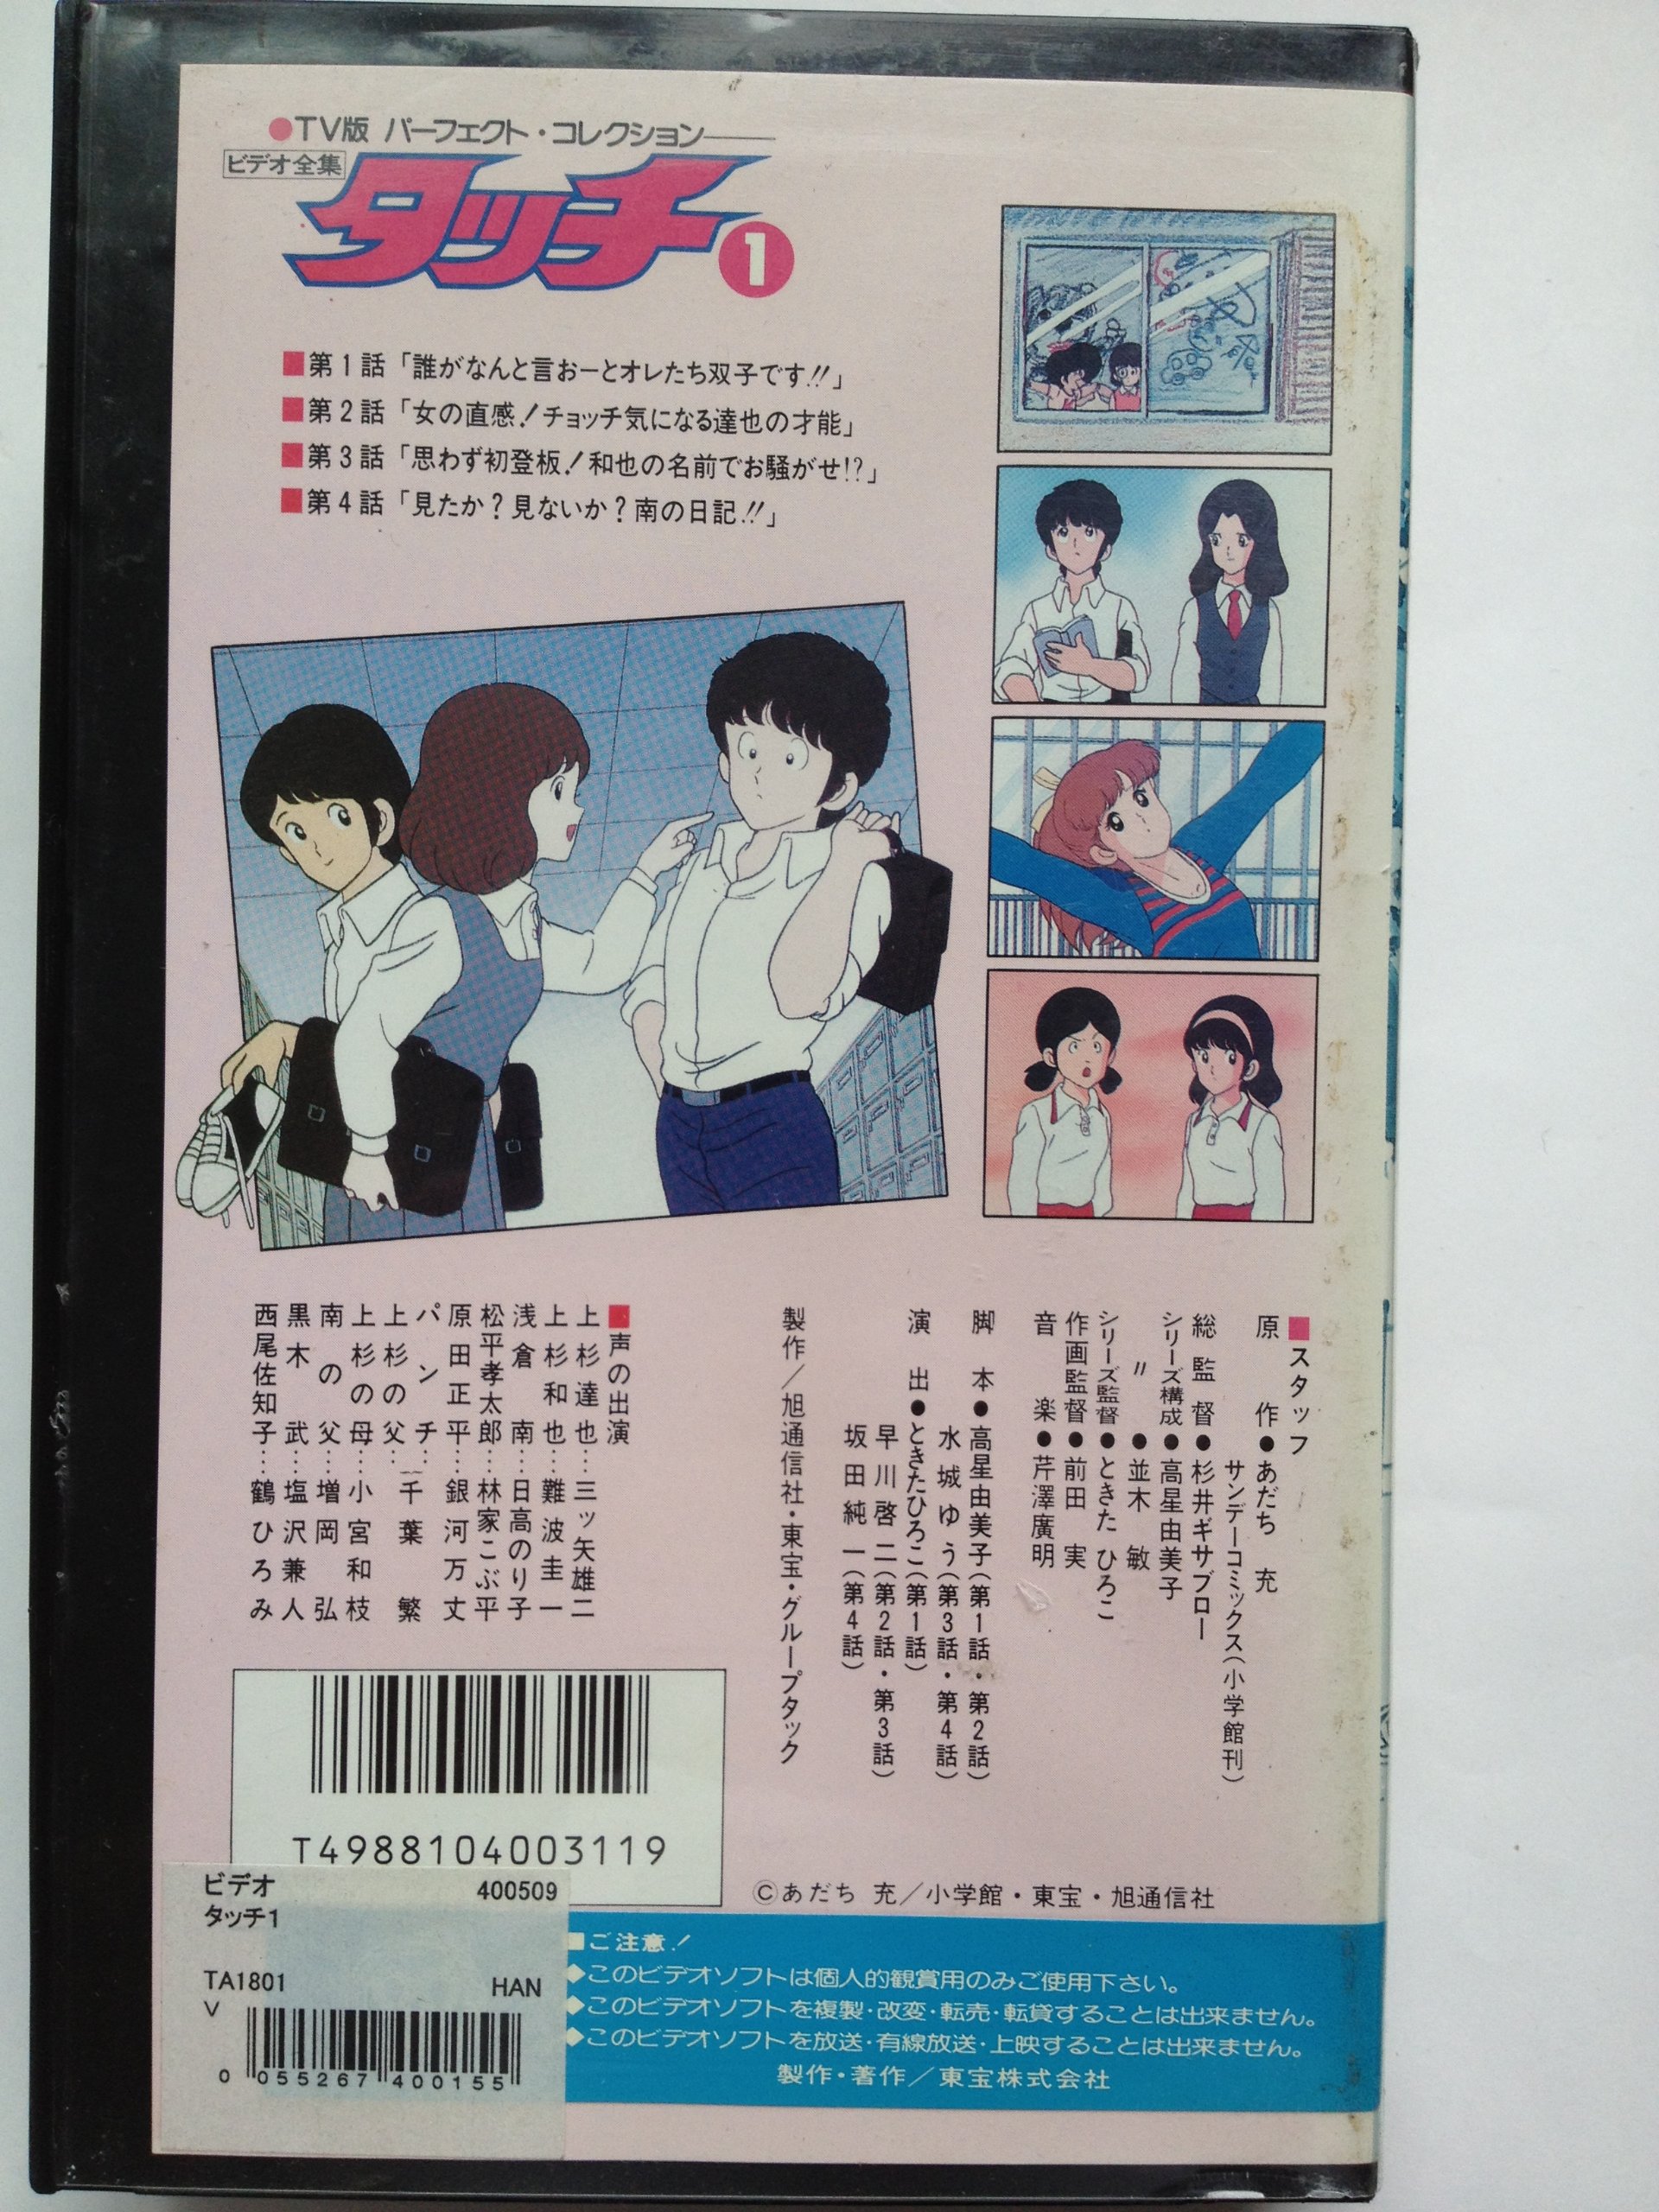 ●TV版 パーフェクト・コレクション
ビデオ全集
タッチ1
■第1話「誰がなんと言おーとオレたち双子です!!」
■第2話「女の直感!チョッチ気になる達也の才能」
■第3話「思わず初登板!和也の名前でお騒がせ!?」
■第4話「見たか?見ないか?南の日記!!」
■スタッフ
原作●あだち 充
サンデーコミックス(小学館刊)
総監督●杉井ギサブロー
シリーズ構成●高星由美子
〃●並木 敏
シリーズ監督●ときた ひろこ
作画監督●前田 実
音楽●芹澤廣明
脚本●高星由美子(第1話・第2話)
水城ゆう(第3話・第4話)
演出●ときたひろこ(第1話)
早川啓二(第2話・第3話)
坂田純一(第4話)
製作/旭通信社・東宝・グループタック
■声の出演
上杉達也…三ッ矢雄二
上杉和也…難波圭一
浅倉南…日高のり子
松平孝太郎…林家こぶ平
原田正平…銀河万丈
パンチ…千葉繁
上杉の父…
上杉の母…小宮和枝
南の父…増岡弘
黒木武…塩沢兼人
西尾佐知子…鶴ひろみ
T4988104003119
©あだち 充/小学館・東宝・旭通信社
ビデオ 400509
タッチ1
TA1801 HAN
V
0 055267 400155
■ご注意!
◆このビデオソフトは個人的観賞用のみご使用下さい。
◆このビデオソフトを複製・改変・転売・転貸することは出来ません。
◆このビデオソフトを放送・有線放送・上映することは出来ません。
製作・著作/東宝株式会社